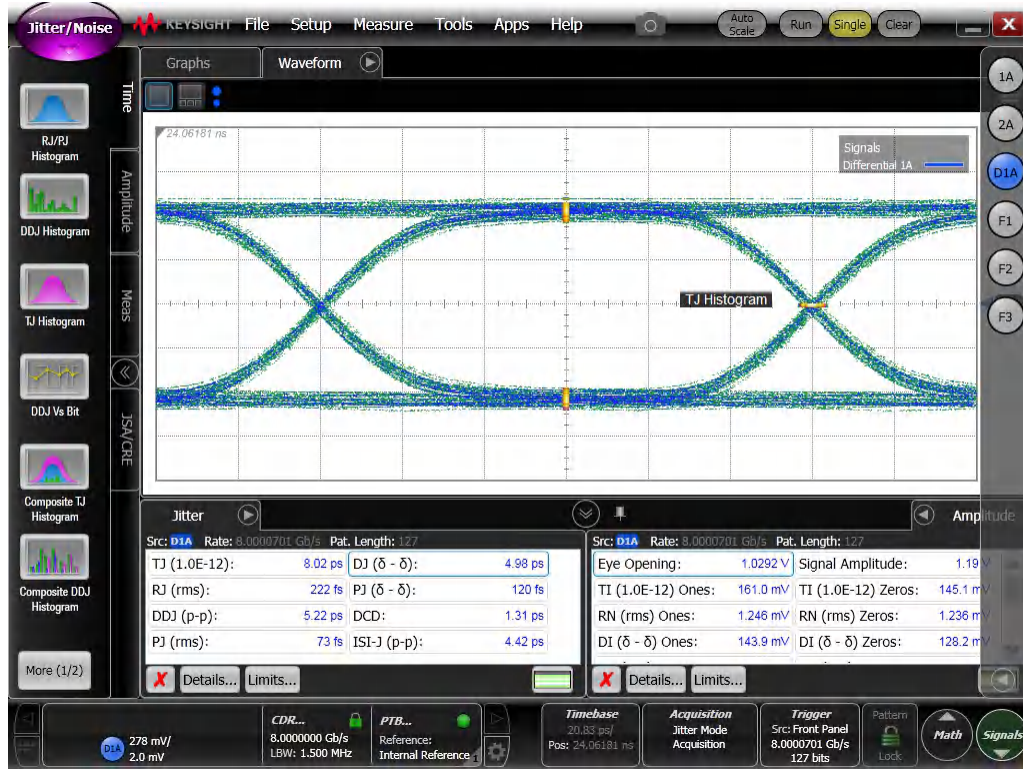 Jitter/Noise
KEYSIGHT File Setup Measure Tools Apps Help
Auto Scale
Run
Single
Clear
X
Graphs
Waveform
RJ/PJ
Histogram
DDJ Histogram
TJ Histogram
DDJ Vs Bit
Composite TJ
Histogram
Composite DDJ
Histogram
More (1/2)
Time
Amplitude
Meas
JSA/CRE
24.06181 ns
Signals
Differential 1A
TJ Histogram
1A
2A
D1A
F1
F2
F3
Jitter
Src: D1A Rate: 8.0000701 Gb/s Pat. Length: 127
TJ (1.0E-12): 8.02 ps DJ (δ - δ): 4.98 ps
RJ (rms): 222 fs PJ (δ - δ): 120 fs
DDJ (p-p): 5.22 ps DCD: 1.31 ps
PJ (rms): 73 fs ISI-J (p-p): 4.42 ps
X Details... Limits...
Amplitude
Src: D1A Rate: 8.0000701 Gb/s Pat. Length: 127
Eye Opening: 1.0292 V Signal Amplitude: 1.19 V
TI (1.0E-12) Ones: 161.0 mV TI (1.0E-12) Zeros: 145.1 mV
RN (rms) Ones: 1.246 mV RN (rms) Zeros: 1.236 mV
DI (δ - δ) Ones: 143.9 mV DI (δ - δ) Zeros: 128.2 mV
X Details... Limits...
D1A 278 mV/
2.0 mV
CDR...
8.0000000 Gb/s
LBW: 1.500 MHz
PTB...
Reference:
Internal Reference
1
Timebase
20.83 ps/
Pos: 24.06181 ns
Acquisition
Jitter Mode
Acquisition
Trigger
Src: Front Panel
8.0000701 Gb/s
127 bits
Pattern
Lock
Math
Signals